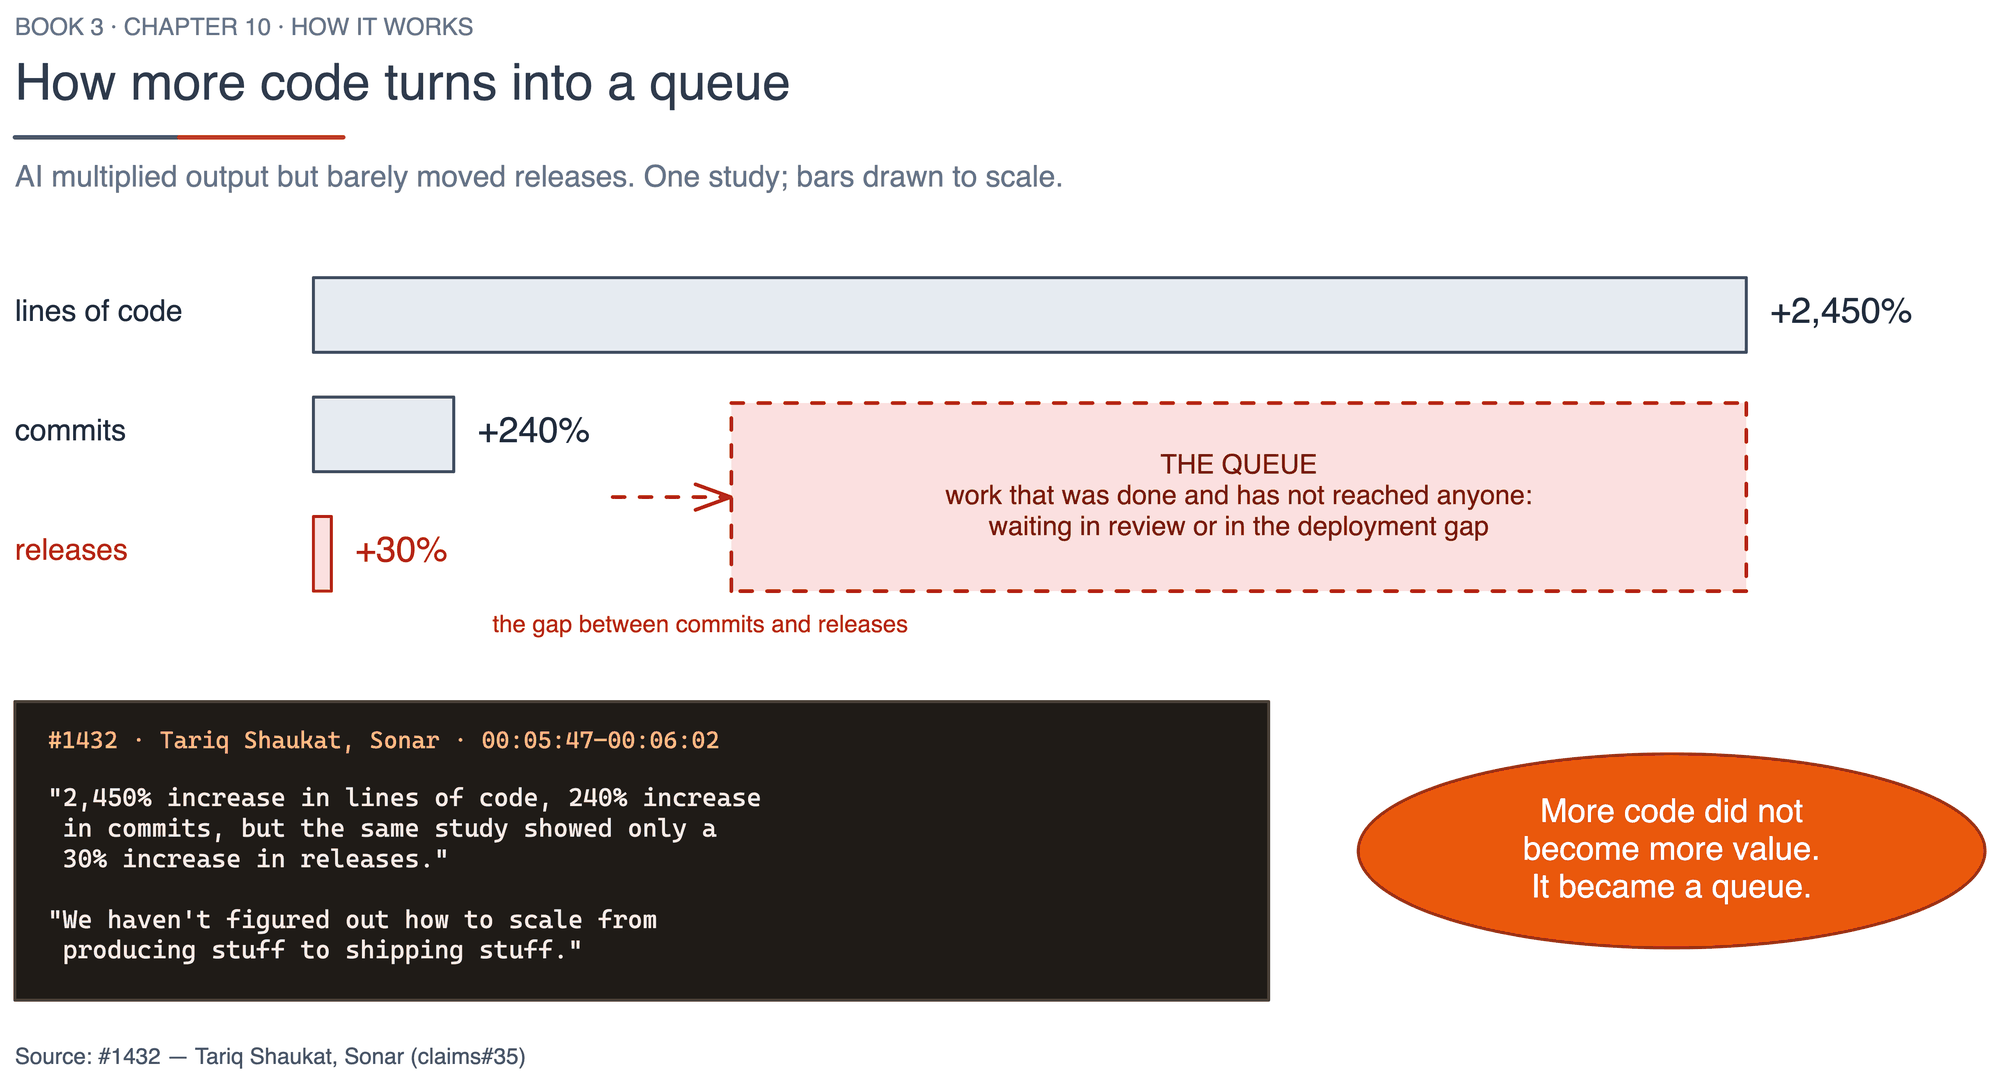 BOOK 3 · CHAPTER 10 · HOW IT WORKS
How more code turns into a queue
AI multiplied output but barely moved releases. One study; bars drawn to scale.
lines of code
+2,450%
commits
+240%
THE QUEUE
work that was done and has not reached anyone:
waiting in review or in the deployment gap
releases
+30%
the gap between commits and releases
#1432 · Tariq Shaukat, Sonar · 00:05:47–00:06:02
"2,450% increase in lines of code, 240% increase
in commits, but the same study showed only a
30% increase in releases."
"We haven't figured out how to scale from
producing stuff to shipping stuff."
More code did not
become more value.
It became a queue.
Source: #1432 — Tariq Shaukat, Sonar (claims#35)